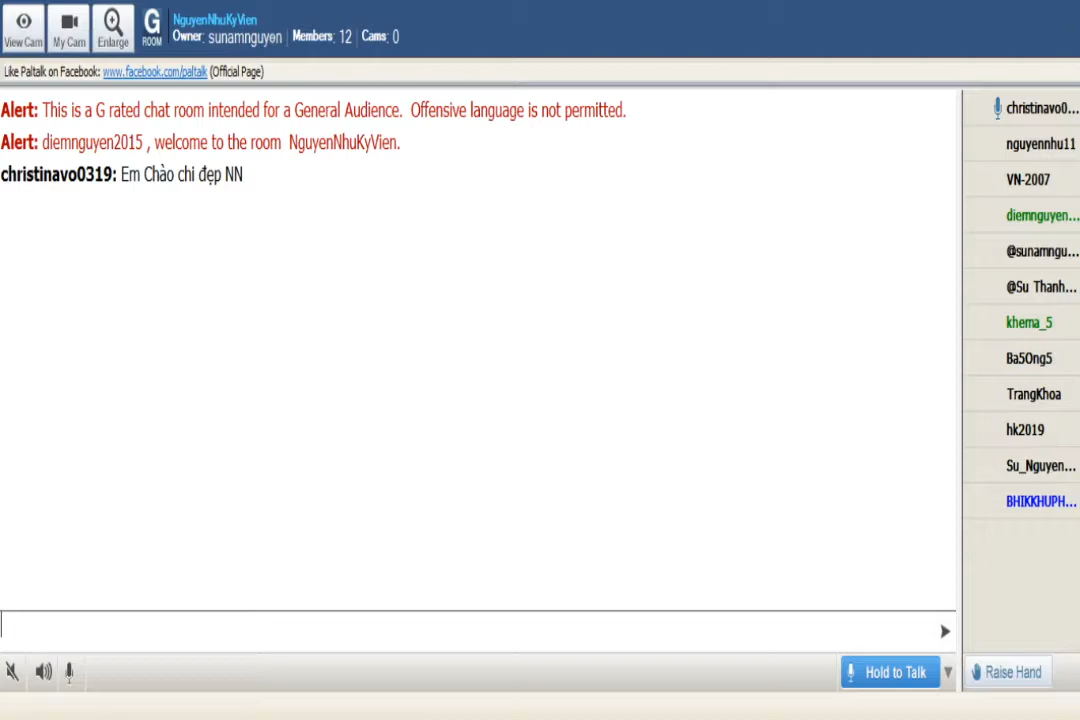 View Cam
My Cam
Enlarge
G
ROOM
NguyenNhuKyVien
Owner: sunamnguyen Members: 12 Cams: 0
Like Paltalk on Facebook: www.facebook.com/paltalk (Official Page)
Alert: This is a G rated chat room intended for a General Audience. Offensive language is not permitted.
Alert: diemnguyen2015 , welcome to the room NguyenNhuKyVien.
christinavo0319: Em Chào chi đẹp NN
christinavo0...
nguyennhu11
VN-2007
diemnguyen...
@sunamngu...
@Su Thanh...
khema_5
Ba5Ong5
TrangKhoa
hk2019
Su_Nguyen...
BHIKKHUPH...
Hold to Talk
Raise Hand